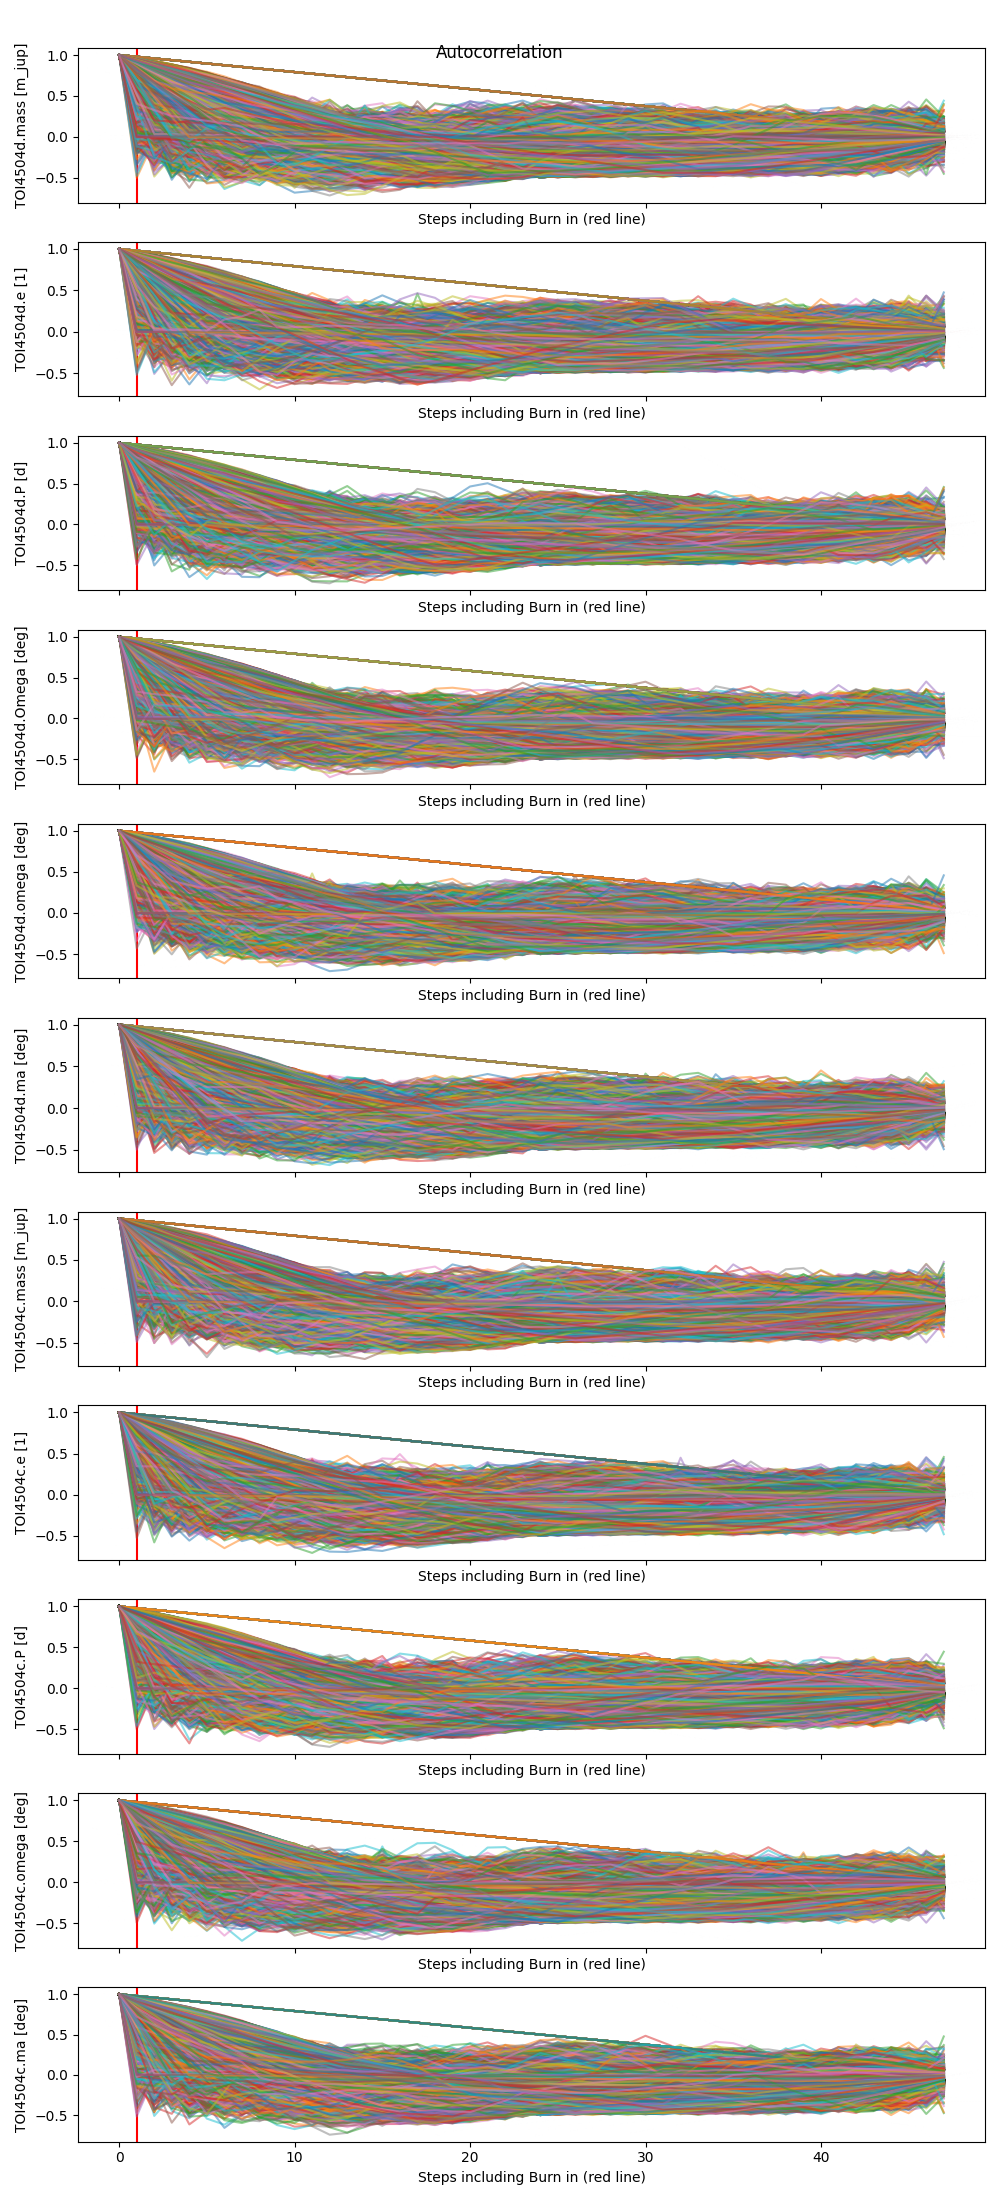 Autocorrelation
TOI4504d.mass [m_jup]
1.0
0.5
0.0
−0.5
Steps including Burn in (red line)
TOI4504d.e [1]
1.0
0.5
0.0
−0.5
Steps including Burn in (red line)
TOI4504d.P [d]
1.0
0.5
0.0
−0.5
Steps including Burn in (red line)
TOI4504d.Omega [deg]
1.0
0.5
0.0
−0.5
Steps including Burn in (red line)
TOI4504d.omega [deg]
1.0
0.5
0.0
−0.5
Steps including Burn in (red line)
TOI4504d.ma [deg]
1.0
0.5
0.0
−0.5
Steps including Burn in (red line)
TOI4504c.mass [m_jup]
1.0
0.5
0.0
−0.5
Steps including Burn in (red line)
TOI4504c.e [1]
1.0
0.5
0.0
−0.5
Steps including Burn in (red line)
TOI4504c.P [d]
1.0
0.5
0.0
−0.5
Steps including Burn in (red line)
TOI4504c.omega [deg]
1.0
0.5
0.0
−0.5
Steps including Burn in (red line)
TOI4504c.ma [deg]
1.0
0.5
0.0
−0.5
0 10 20 30 40
Steps including Burn in (red line)